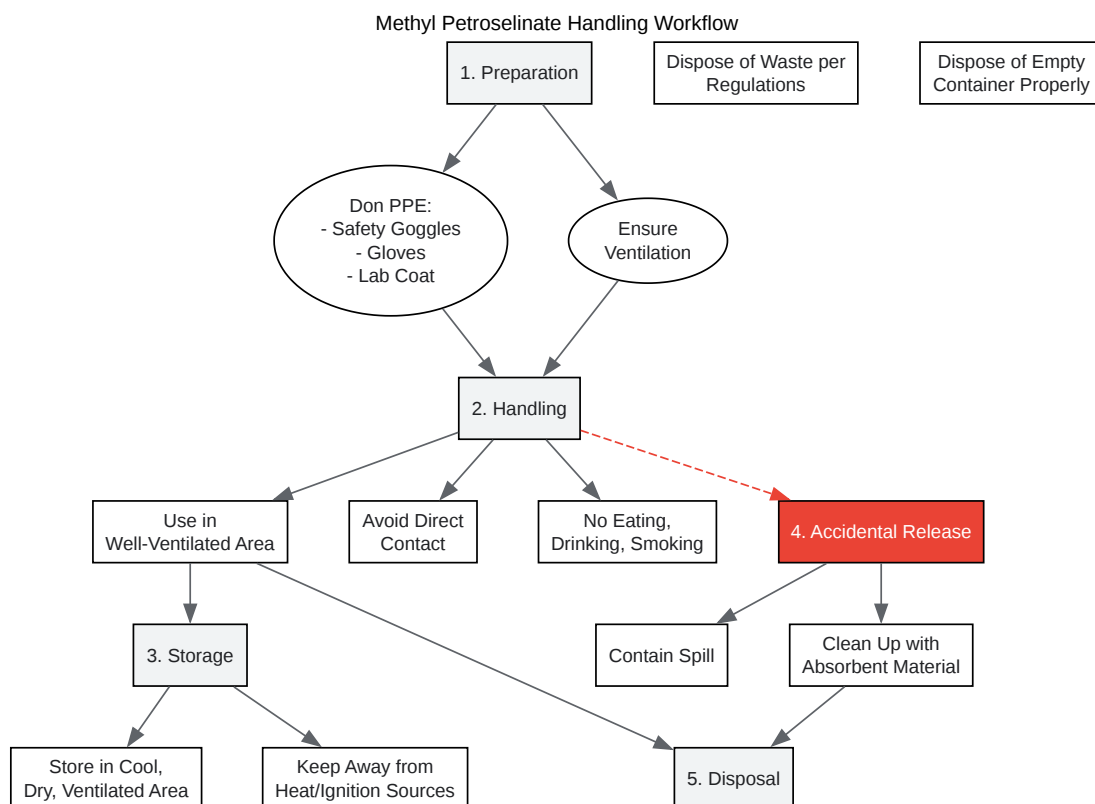 Methyl Petroselinate Handling Workflow
1. Preparation
Dispose of Waste per
Regulations
Dispose of Empty
Container Properly
Don PPE:
- Safety Goggles
- Gloves
- Lab Coat
Ensure
Ventilation
2. Handling
Use in
Well-Ventilated Area
Avoid Direct
Contact
No Eating,
Drinking, Smoking
4. Accidental Release
3. Storage
Contain Spill
Clean Up with
Absorbent Material
Store in Cool,
Dry, Ventilated Area
Keep Away from
Heat/Ignition Sources
5. Disposal